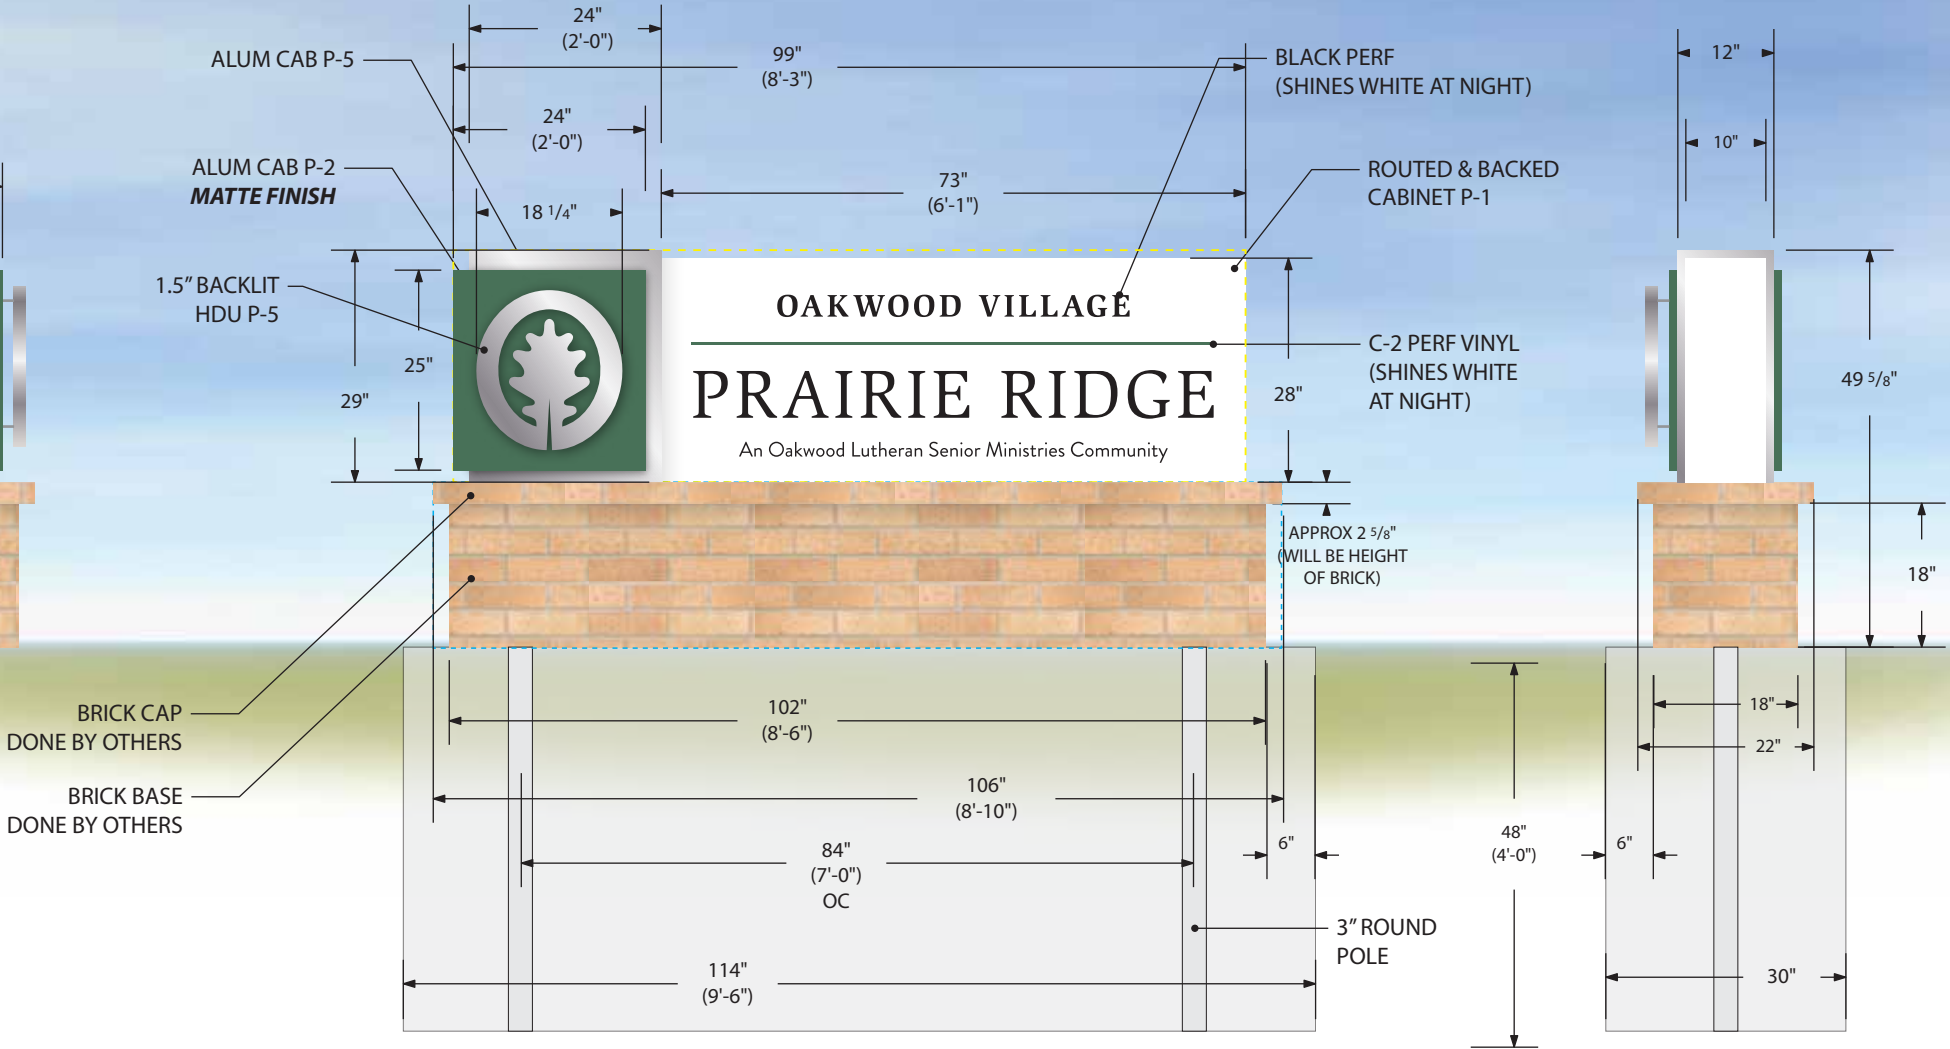 24"
(2'-0")
ALUM CAB P-5
99"
(8'-3")
BLACK PERF
(SHINES WHITE AT NIGHT)
12"
24"
(2'-0")
10"
ALUM CAB P-2
MATTE FINISH
73"
(6'-1")
ROUTED & BACKED
CABINET P-1
18 1/4"
1.5" BACKLIT
HDU P-5
OAKWOOD VILLAGE
C-2 PERF VINYL
(SHINES WHITE
AT NIGHT)
25"
29"
PRAIRIE RIDGE
28"
49 5/8"
An Oakwood Lutheran Senior Ministries Community
APPROX 2 5/8"
(WILL BE HEIGHT
OF BRICK)
18"
BRICK CAP
DONE BY OTHERS
102"
(8'-6")
18"
22"
BRICK BASE
DONE BY OTHERS
106"
(8'-10")
84"
(7'-0")
OC
6"
48"
(4'-0")
6"
3" ROUND
POLE
114"
(9'-6")
30"